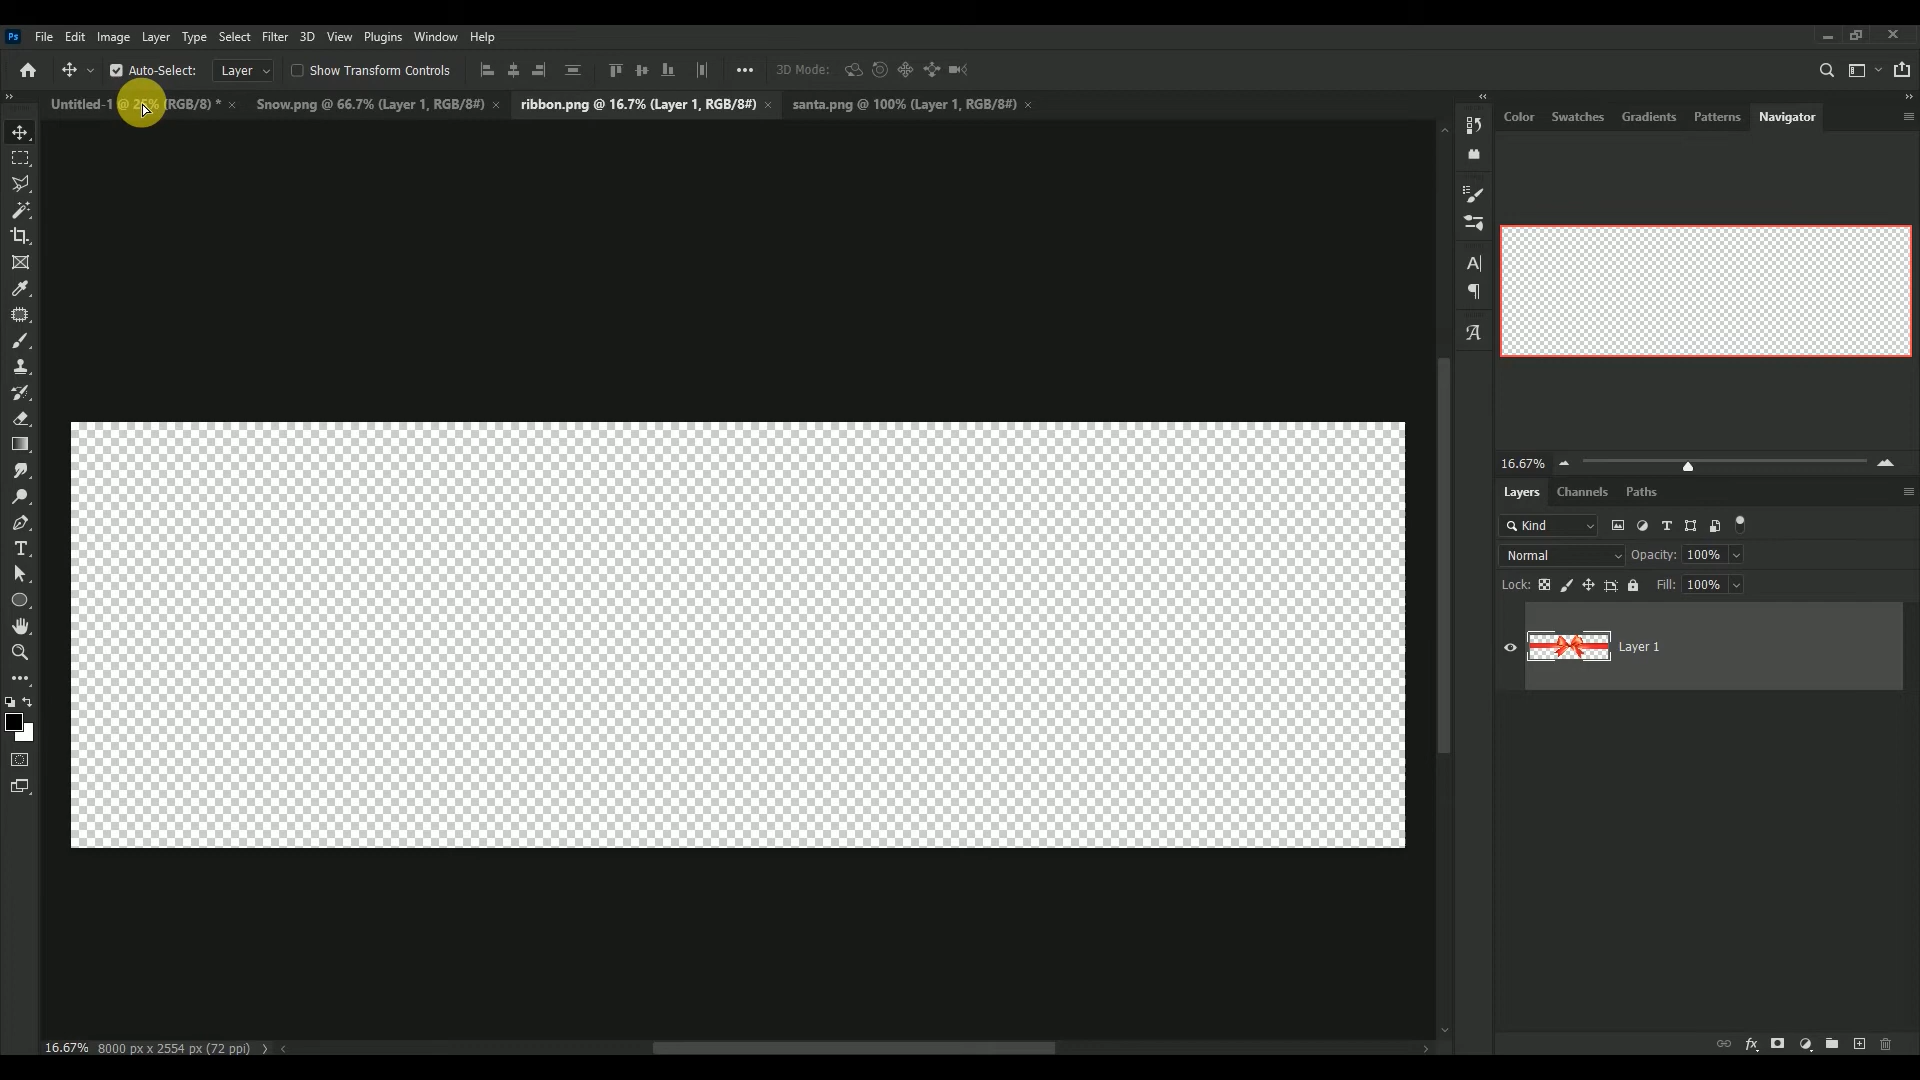 Ps File Edit Image Layer Type Select Filter 3D View Plugins Window Help
Auto-Select: Layer Show Transform Controls 3D Mode:
Untitled-1 @ 25% (RGB/8) * × Snow.png @ 66.7% (Layer 1, RGB/8#) × ribbon.png @ 16.7% (Layer 1, RGB/8#) × santa.png @ 100% (Layer 1, RGB/8#) ×
Color Swatches Gradients Patterns Navigator
16.67%
Layers Channels Paths
Kind
Normal Opacity: 100%
Lock: Fill: 100%
Layer 1
16.67% 8000 px x 2554 px (72 ppi)